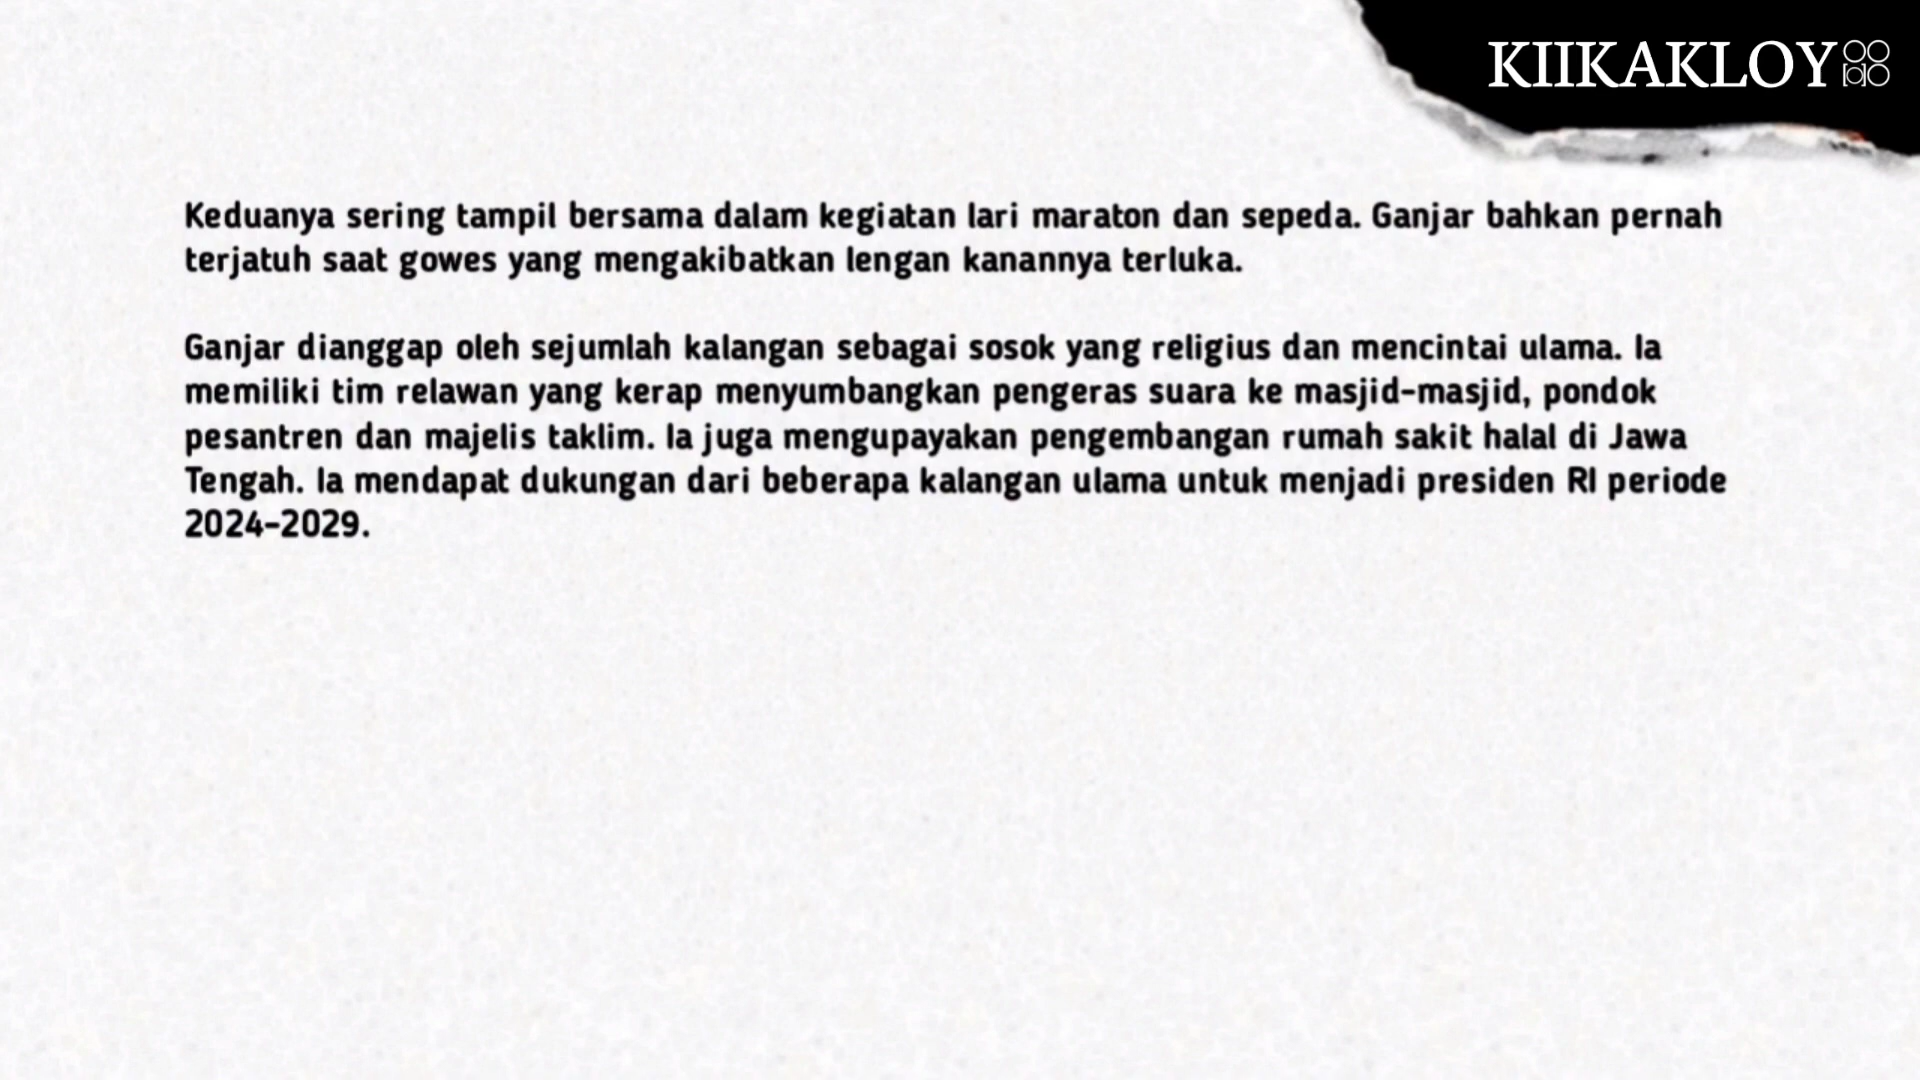 KIIKAKLOY
Keduanya sering tampil bersama dalam kegiatan lari maraton dan sepeda. Ganjar bahkan pernah
terjatuh saat gowes yang mengakibatkan lengan kanannya terluka.
Ganjar dianggap oleh sejumlah kalangan sebagai sosok yang religius dan mencintai ulama. Ia
memiliki tim relawan yang kerap menyumbangkan pengeras suara ke masjid-masjid, pondok
pesantren dan majelis taklim. Ia juga mengupayakan pengembangan rumah sakit halal di Jawa
Tengah. Ia mendapat dukungan dari beberapa kalangan ulama untuk menjadi presiden RI periode
2024-2029.